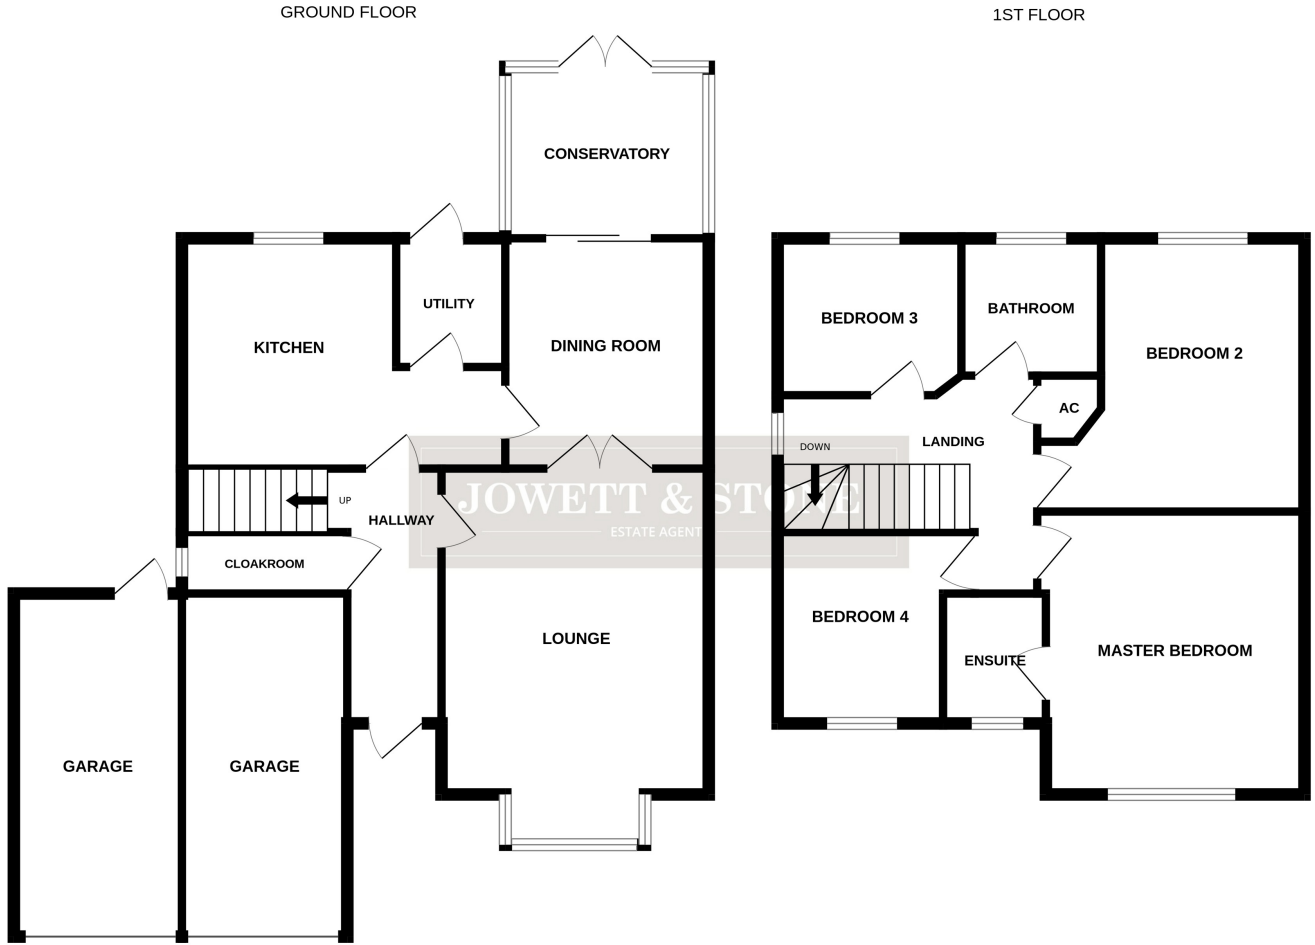 GROUND FLOOR
1ST FLOOR
CONSERVATORY
UTILITY
KITCHEN
DINING ROOM
UP
HALLWAY
CLOAKROOM
LOUNGE
GARAGE
GARAGE
BEDROOM 3
BATHROOM
BEDROOM 2
AC
LANDING
DOWN
BEDROOM 4
ENSUITE
MASTER BEDROOM
JOWETT & STONE
ESTATE AGENT